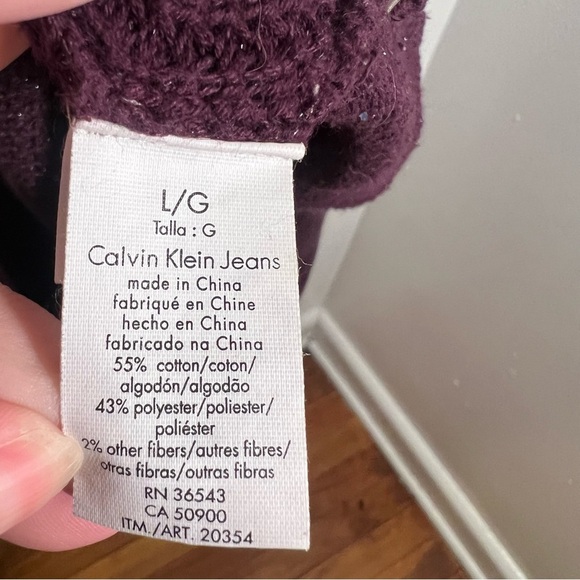 L/G
Talla : G
Calvin Klein Jeans
made in China
fabriqué en Chine
hecho en China
fabricado na China
55% cotton/coton/
algodón/algodão
43% polyester/poliester/
poliéster
2% other fibers/autres fibres/
otras fibras/outras fibras
RN 36543
CA 50900
ITM./ART. 20354